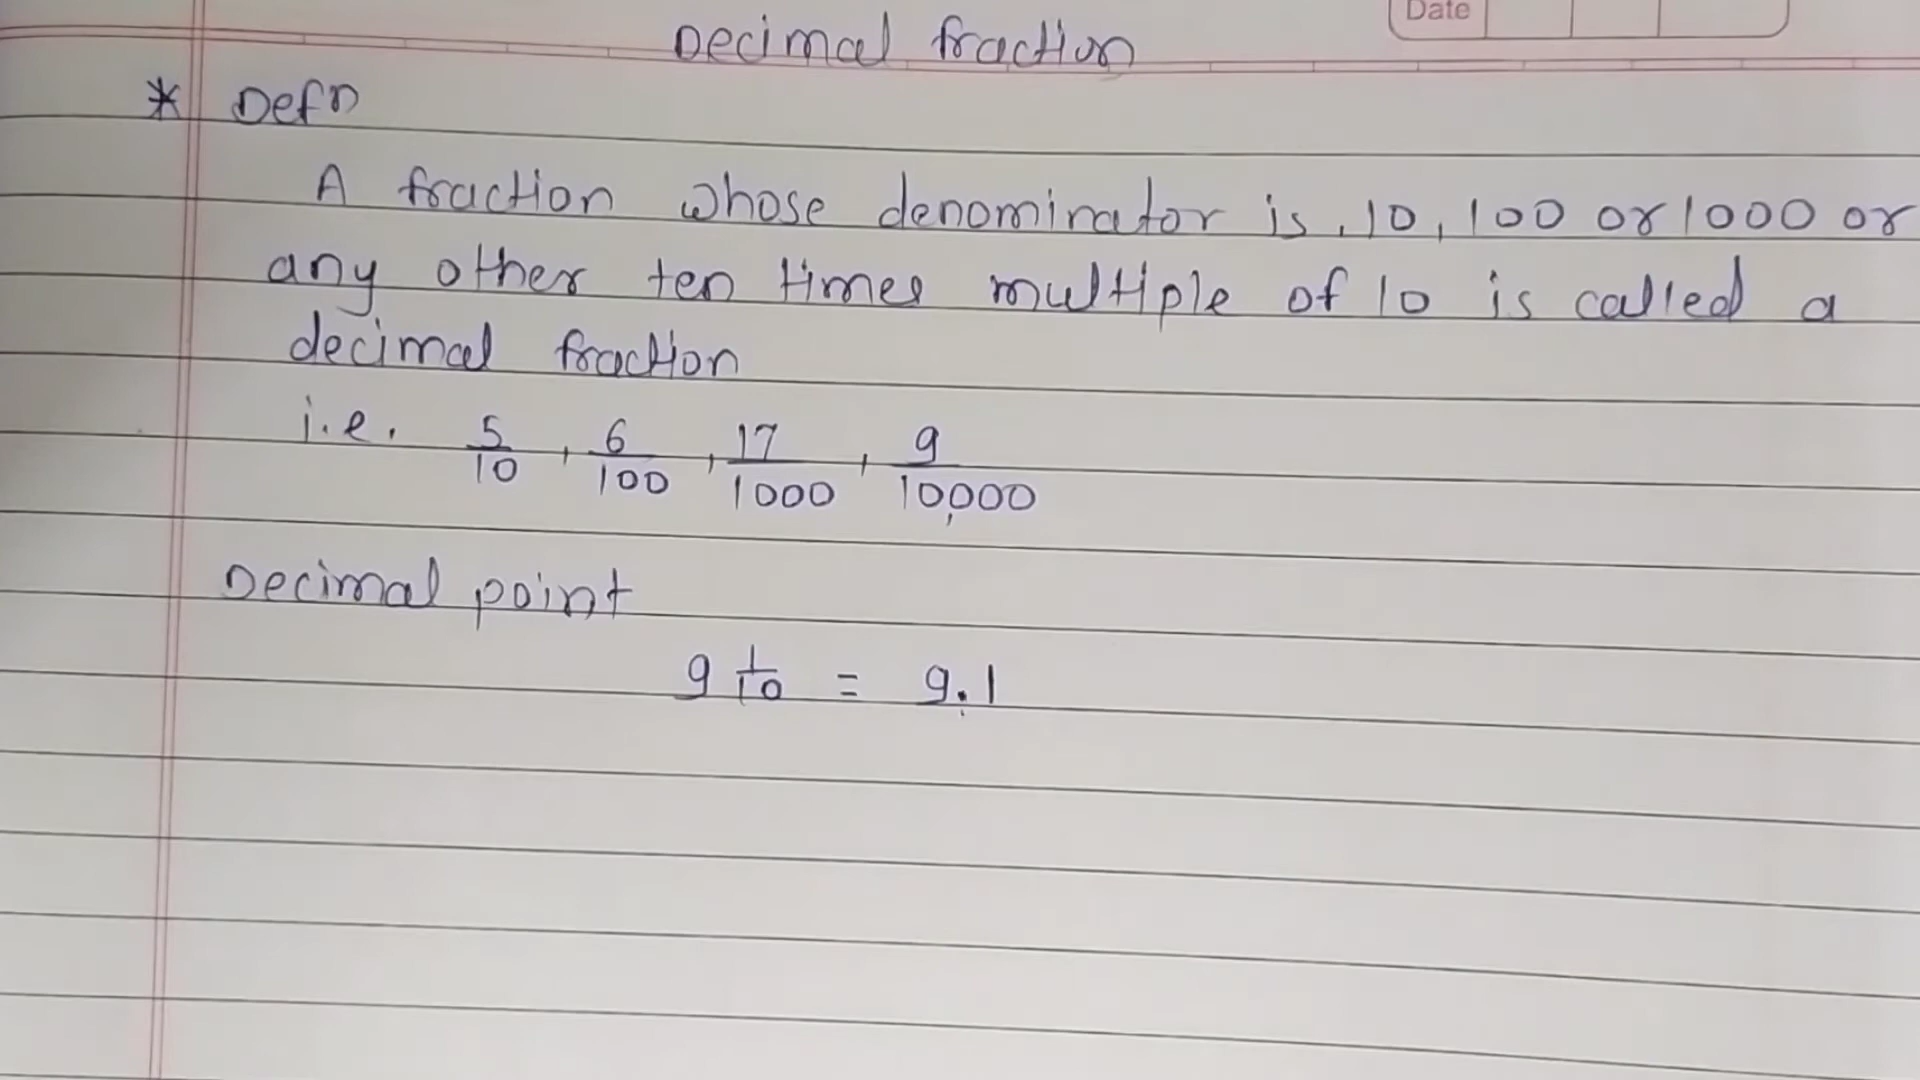 Date
Decimal fraction
* Defn
A fraction whose denominator is, 10, 100 or 1000 or
any other ten times multiple of 10 is called a
decimal fraction
i.e. 5/10, 6/100, 17/1000, 9/10,000
Decimal point
9 1/10 = 9.1